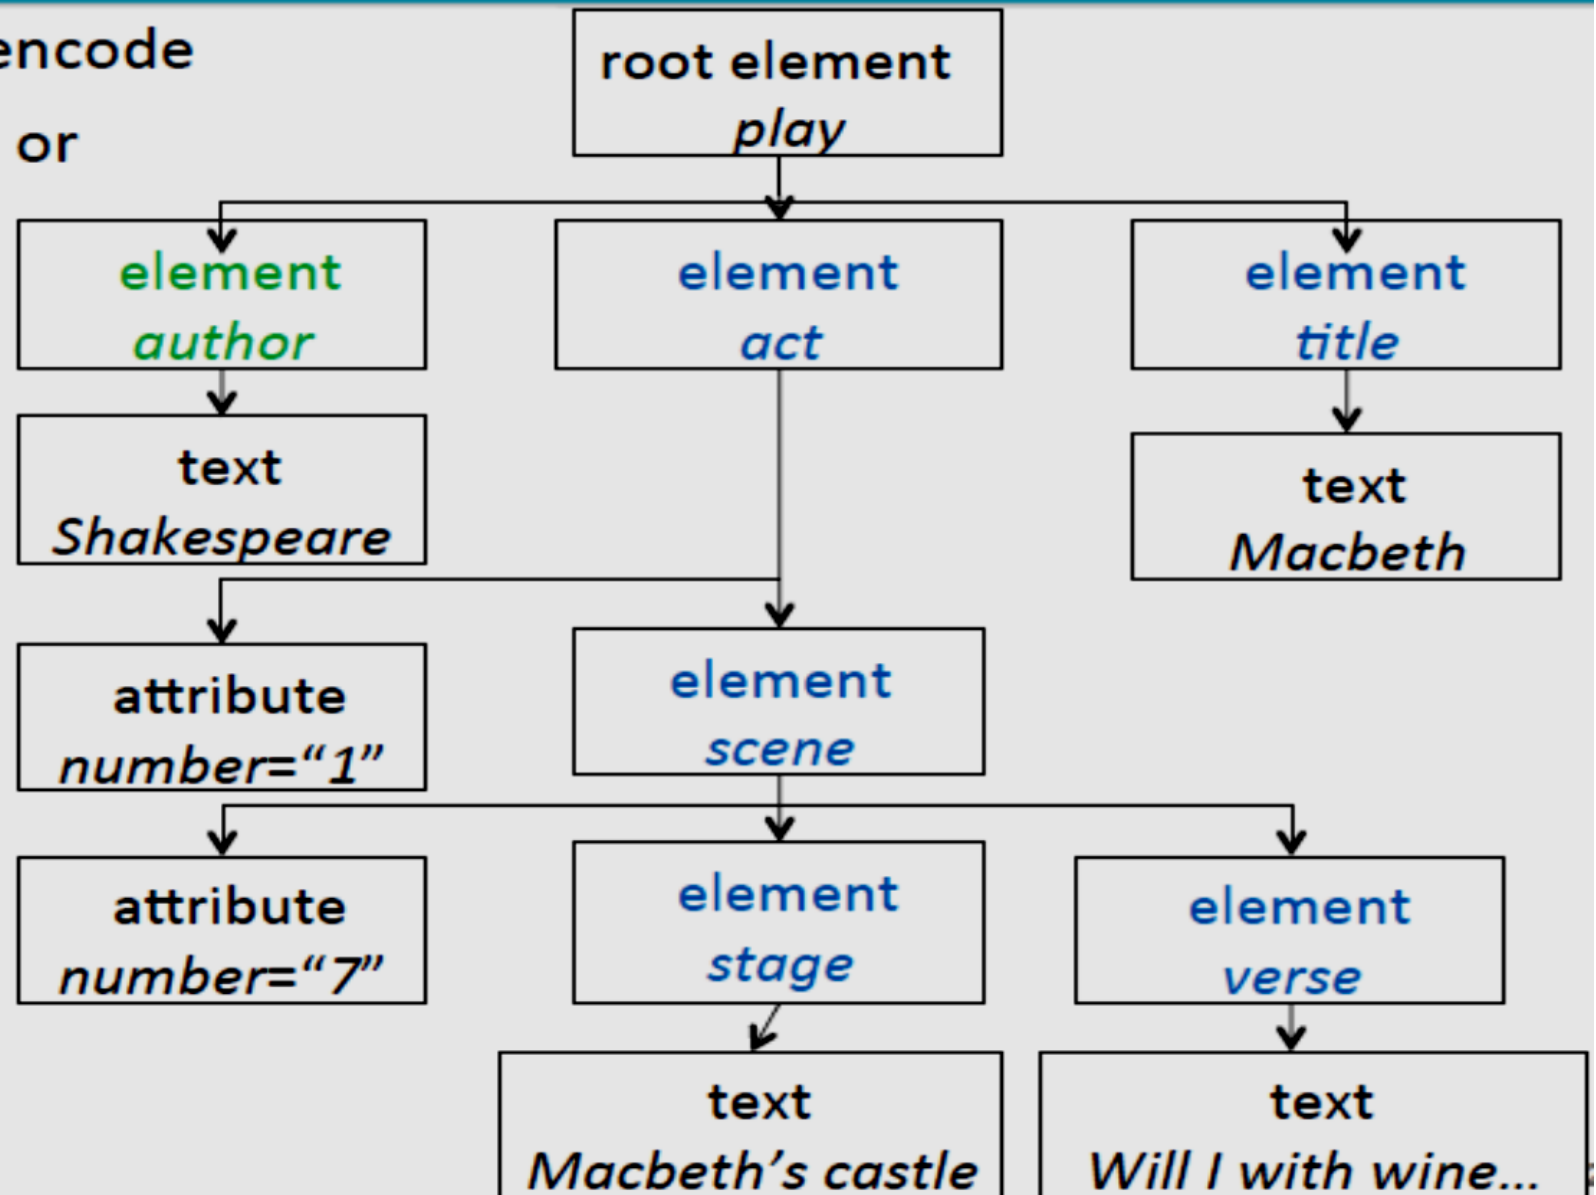 encode
or
root element
play
element
author
element
act
element
title
text
Shakespeare
text
Macbeth
attribute
number=“1”
element
scene
attribute
number=“7”
element
stage
element
verse
text
Macbeth’s castle
text
Will I with wine...